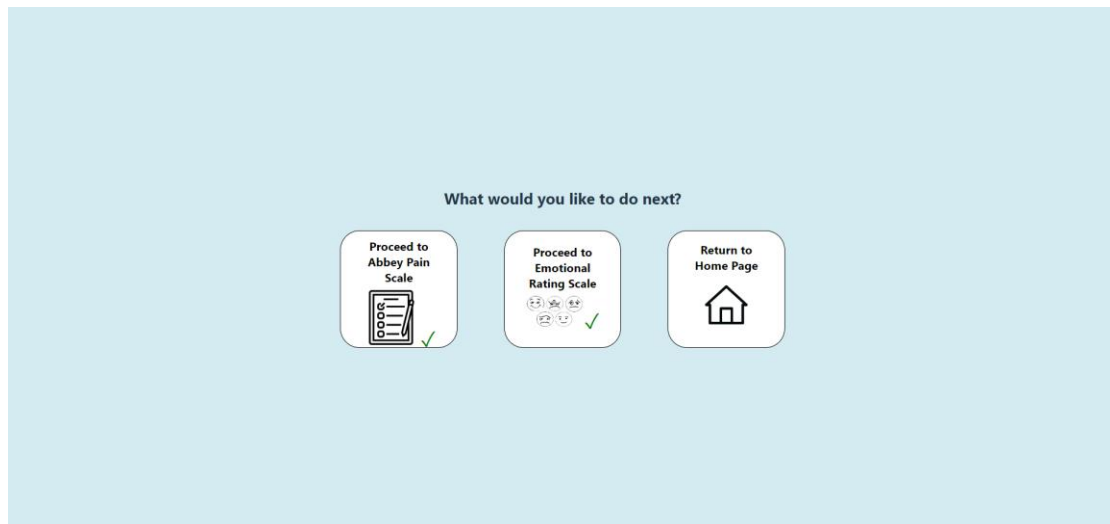 What would you like to do next?
Proceed to
Abbey Pain
Scale
Proceed to
Emotional
Rating Scale
Return to
Home Page